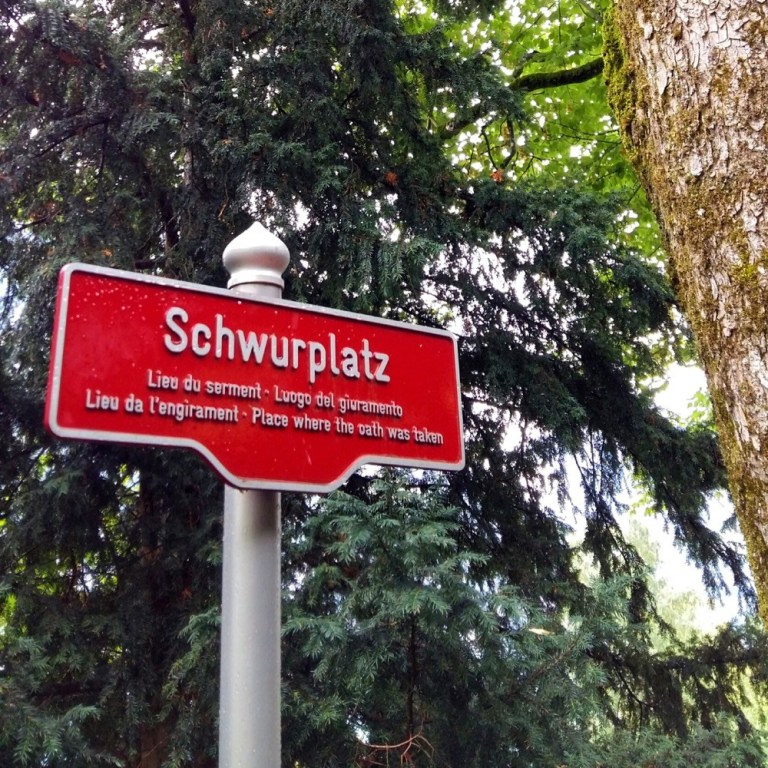 Schwurplatz
Lieu du serment · Luogo del giuramento
Lieu da l'engirament · Place where the oath was taken